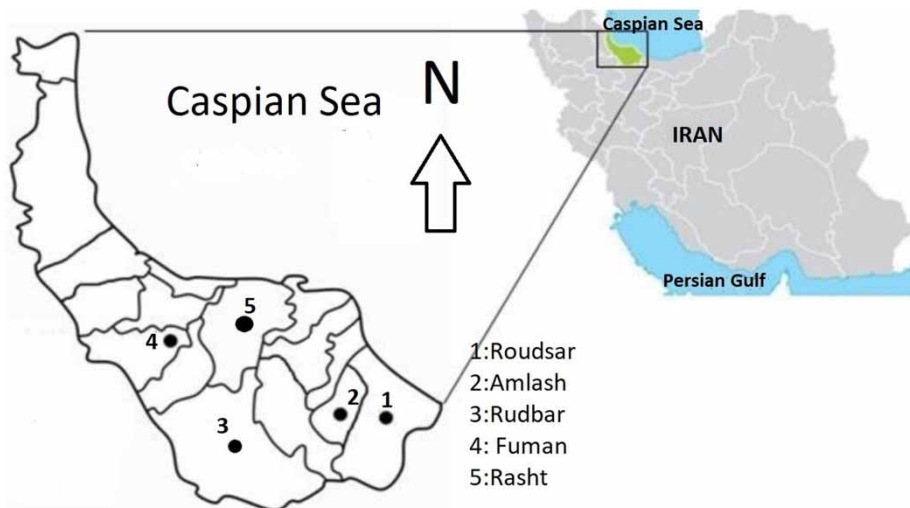 Caspian Sea
N
Caspian Sea
IRAN
Persian Gulf
5
4
2
1
3
1:Roudsar
2:Amlash
3:Rudbar
4: Fuman
5:Rasht